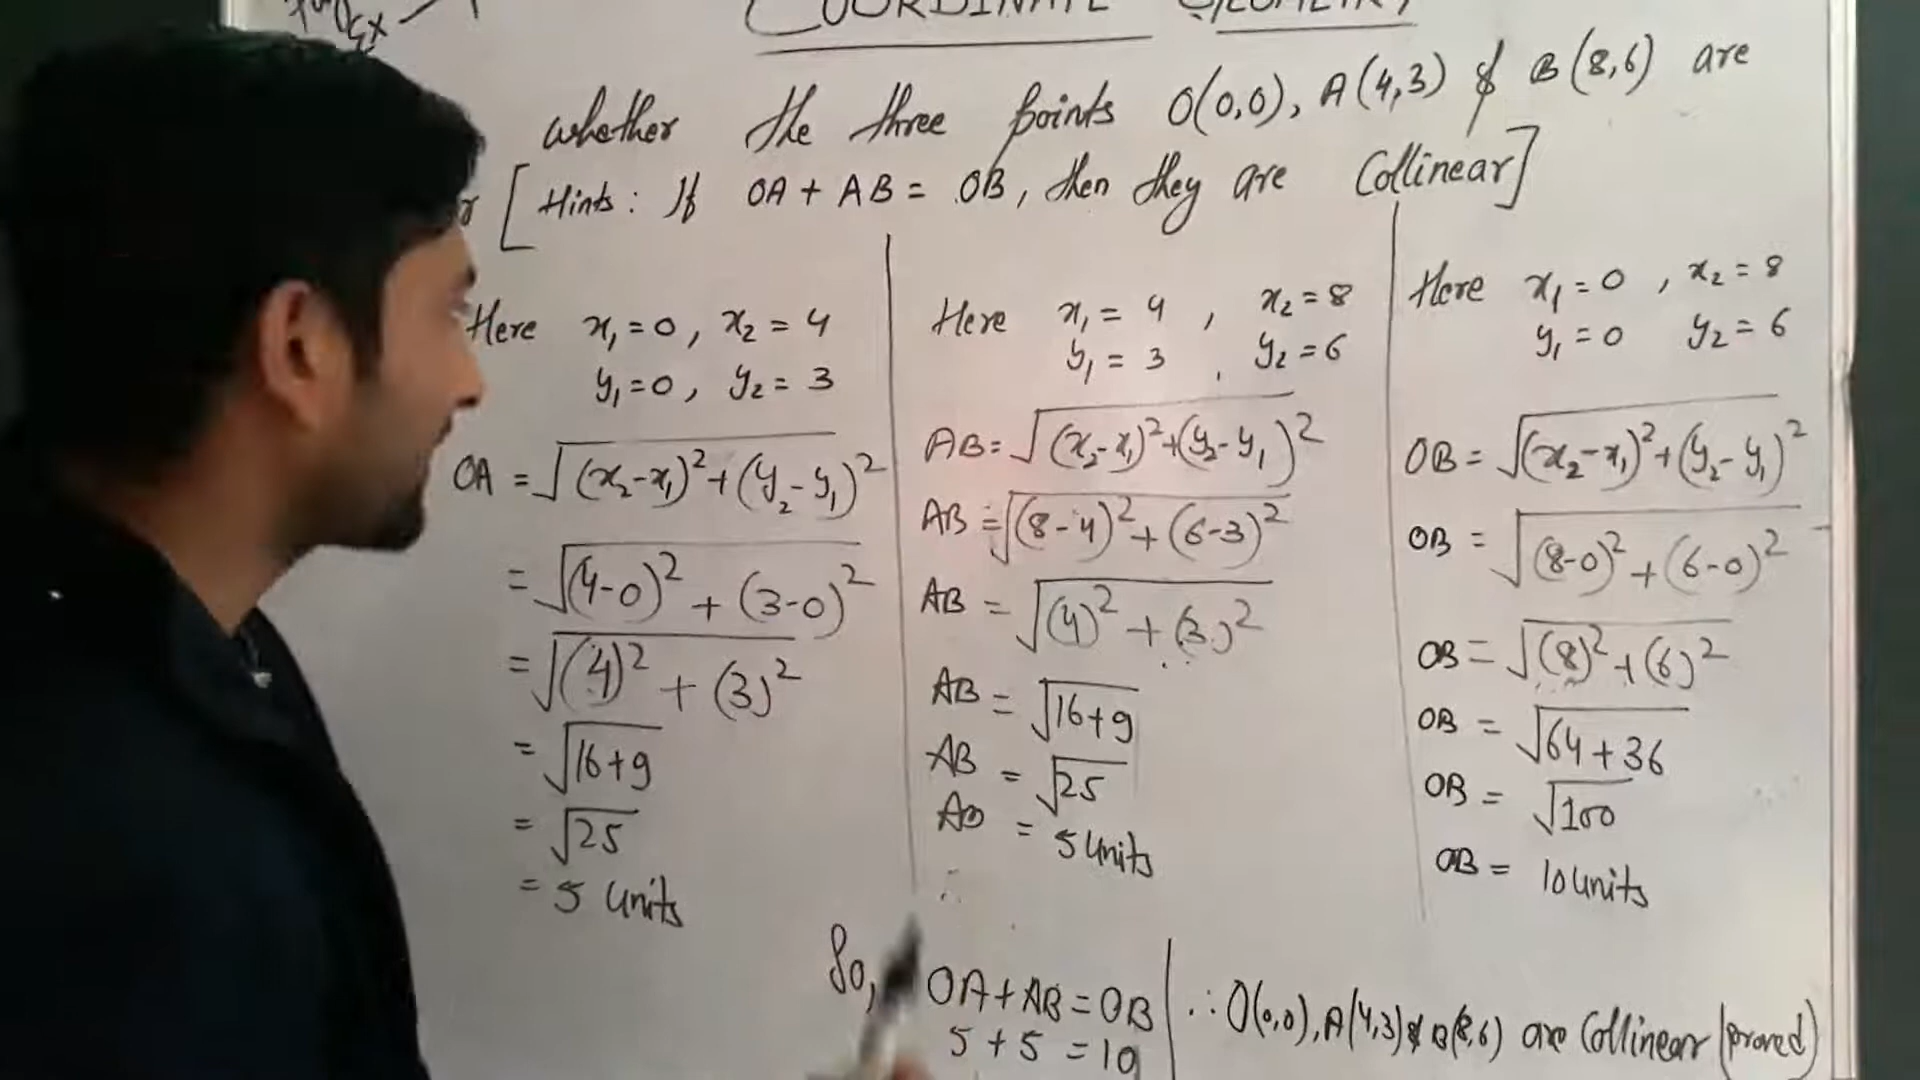 COORDINATE GEOMETRY
whether the three points O(0,0), A(4,3) & B(8,6) are
[Hints: If OA + AB = OB, then they are Collinear]
Here x₁=0, x₂=4
y₁=0, y₂=3
OA = √(x₂-x₁)²+(y₂-y₁)²
= √(4-0)²+(3-0)²
= √(4)²+(3)²
= √16+9
= √25
= 5 units
Here x₁=4, x₂=8
y₁=3, y₂=6
AB=√(x₂-x₁)²+(y₂-y₁)²
AB=√(8-4)²+(6-3)²
AB = √(4)²+(3)²
AB = √16+9
AB = √25
AB = 5 units
∴
Here x₁=0, x₂=8
y₁=0 y₂=6
OB = √(x₂-x₁)²+(y₂-y₁)²
OB = √(8-0)²+(6-0)²
OB = √(8)²+(6)²
OB = √64+36
OB = √100
OB = 10 units
So, OA+AB=OB
5+5=10
∴ O(0,0), A(4,3) & B(8,6) are Collinear (proved)